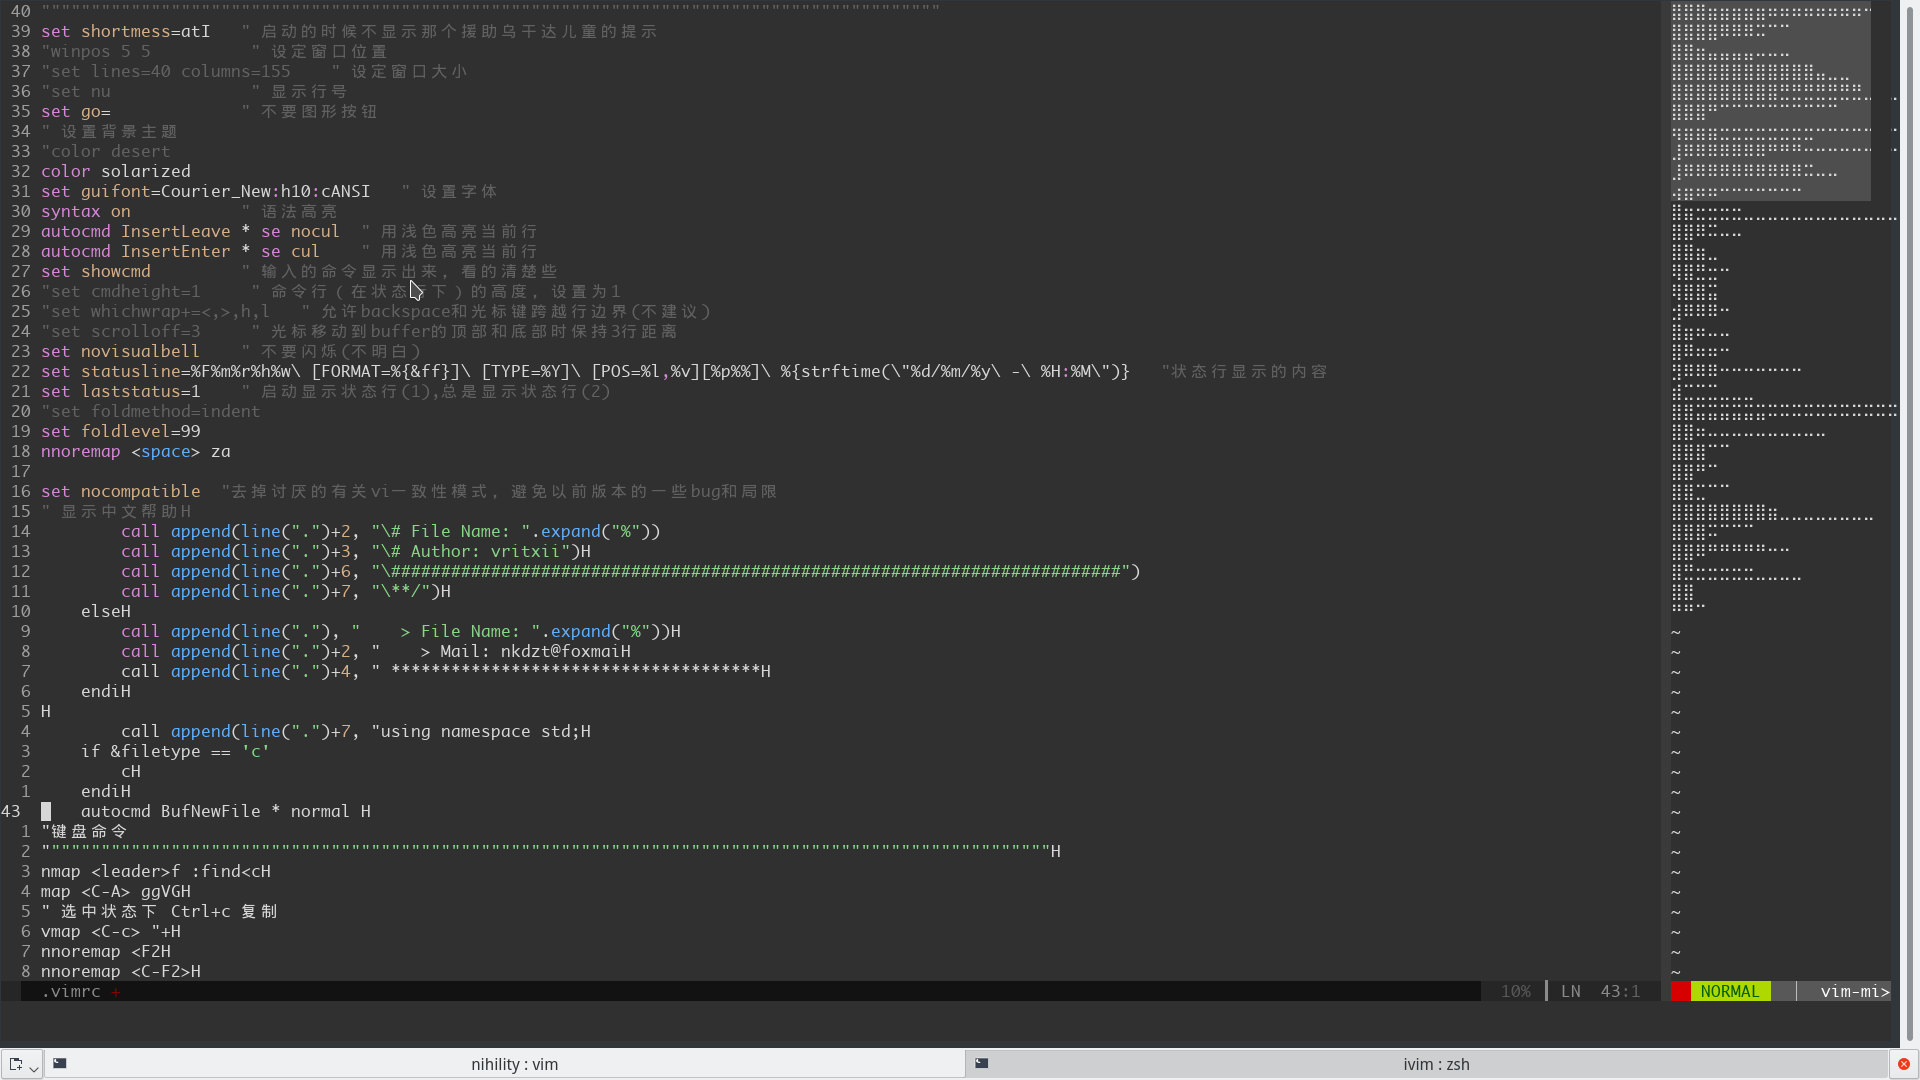 40 """"""""""""""""""""""""""""""""""""""""""""""""""""""""""""""""""""""""""""""""""""""""""
39 set shortmess=atI   " 启动的时候不显示那个援助乌干达儿童的提示
38 "winpos 5 5          " 设定窗口位置
37 "set lines=40 columns=155    " 设定窗口大小
36 "set nu              " 显示行号
35 set go=             " 不要图形按钮
34 " 设置背景主题
33 "color desert
32 color solarized
31 set guifont=Courier_New:h10:cANSI   " 设置字体
30 syntax on           " 语法高亮
29 autocmd InsertLeave * se nocul  " 用浅色高亮当前行
28 autocmd InsertEnter * se cul    " 用浅色高亮当前行
27 set showcmd         " 输入的命令显示出来, 看的清楚些
26 "set cmdheight=1     " 命令行 ( 在状态行下 ) 的高度, 设置为1
25 "set whichwrap+=<,>,h,l   " 允许backspace和光标键跨越行边界(不建议)
24 "set scrolloff=3     " 光标移动到buffer的顶部和底部时保持3行距离
23 set novisualbell    " 不要闪烁(不明白)
22 set statusline=%F%m%r%h%w\ [FORMAT=%{&ff}]\ [TYPE=%Y]\ [POS=%l,%v][%p%%]\ %{strftime(\"%d/%m/%y\ -\ %H:%M\")}   "状态行显示的内容
21 set laststatus=1    " 启动显示状态行(1),总是显示状态行(2)
20 "set foldmethod=indent
19 set foldlevel=99
18 nnoremap <space> za
17
16 set nocompatible  "去掉讨厌的有关vi一致性模式, 避免以前版本的一些bug和局限
15 " 显示中文帮助H
14         call append(line(".")+2, "\# File Name: ".expand("%"))
13         call append(line(".")+3, "\# Author: vritxii")H
12         call append(line(".")+6, "\#########################################################################")
11         call append(line(".")+7, "\**/")H
10     elseH
9         call append(line("."), "    > File Name: ".expand("%"))H
8         call append(line(".")+2, "    > Mail: nkdzt@foxmaiH
7         call append(line(".")+4, " *************************************H
6     endiH
5 H
4         call append(line(".")+7, "using namespace std;H
3     if &filetype == 'c'
2         cH
1     endiH
43     autocmd BufNewFile * normal H
1 "键盘命令
2 """""""""""""""""""""""""""""""""""""""""""""""""""""""""""""""""""""""""""""""""""""""""""""""""""""H
3 nmap <leader>f :find<cH
4 map <C-A> ggVGH
5 " 选中状态下 Ctrl+c 复制
6 vmap <C-c> "+H
7 nnoremap <F2H
8 nnoremap <C-F2>H
.vimrc +   10%   LN   43:1   NORMAL   vim-mi>
nihility : vim   ivim : zsh